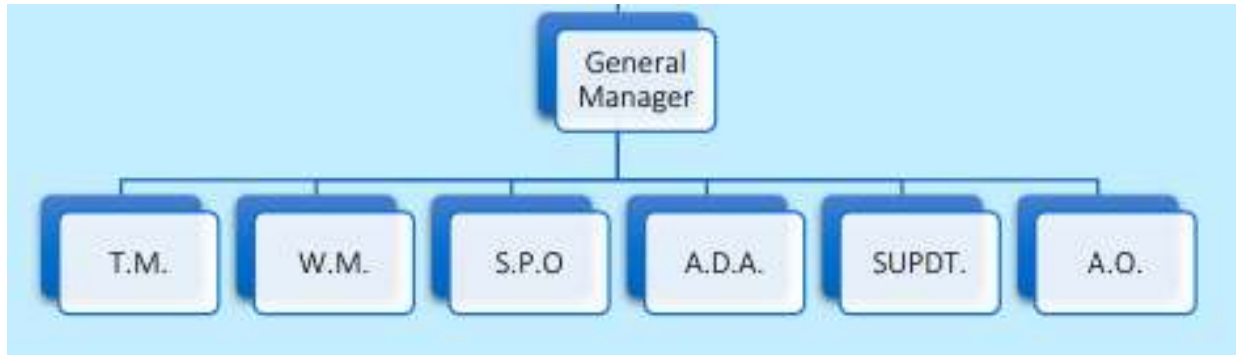 General
Manager
T.M.
W.M.
S.P.O
A.D.A.
SUPDT.
A.O.